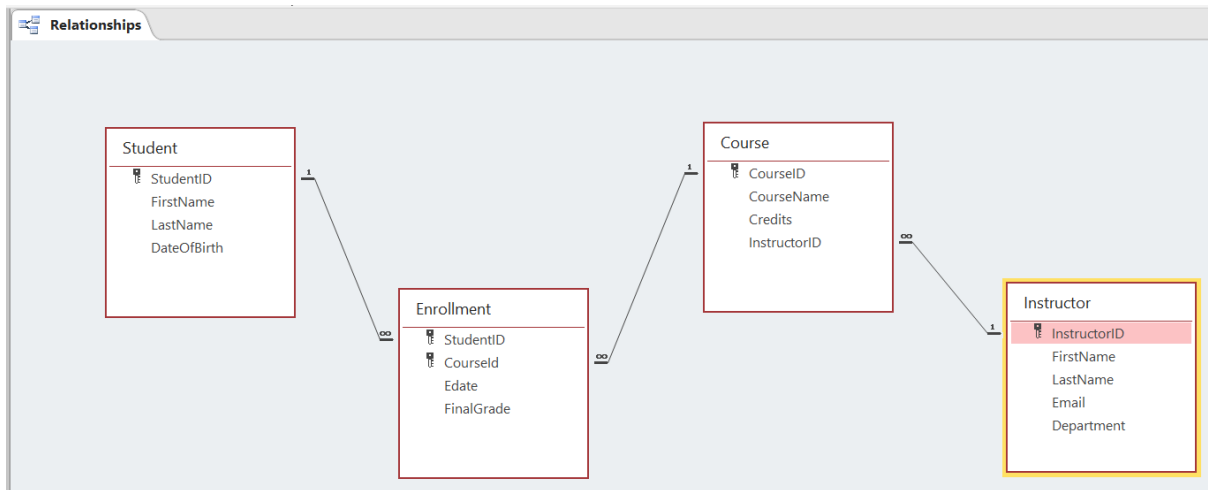 Relationships
Student
StudentID
FirstName
LastName
DateOfBirth
1
∞
Enrollment
StudentID
CourseId
Edate
FinalGrade
∞
1
Course
CourseID
CourseName
Credits
InstructorID
∞
1
Instructor
InstructorID
FirstName
LastName
Email
Department